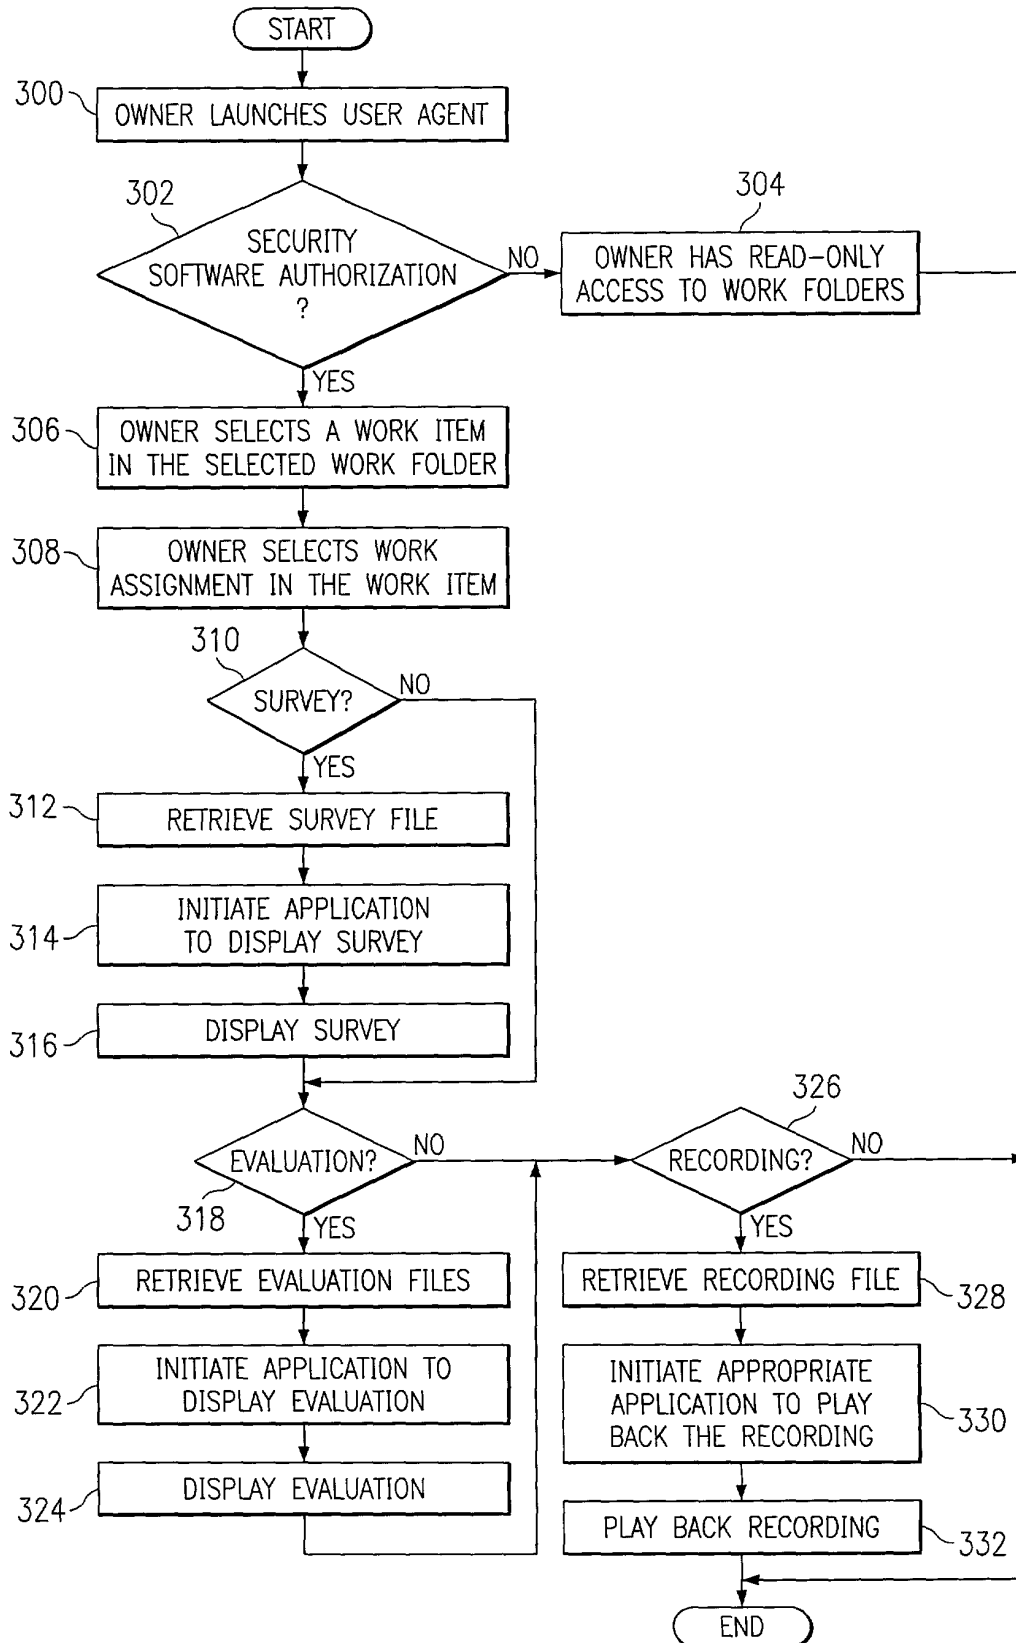 START
300
OWNER LAUNCHES USER AGENT
302
SECURITY
SOFTWARE AUTHORIZATION
?
NO
304
OWNER HAS READ-ONLY
ACCESS TO WORK FOLDERS
YES
306
OWNER SELECTS A WORK ITEM
IN THE SELECTED WORK FOLDER
308
OWNER SELECTS WORK
ASSIGNMENT IN THE WORK ITEM
310
SURVEY?
NO
YES
312
RETRIEVE SURVEY FILE
314
INITIATE APPLICATION
TO DISPLAY SURVEY
316
DISPLAY SURVEY
318
EVALUATION?
NO
YES
320
RETRIEVE EVALUATION FILES
322
INITIATE APPLICATION TO
DISPLAY EVALUATION
324
DISPLAY EVALUATION
326
RECORDING?
NO
YES
RETRIEVE RECORDING FILE
328
INITIATE APPROPRIATE
APPLICATION TO PLAY
BACK THE RECORDING
330
PLAY BACK RECORDING
332
END